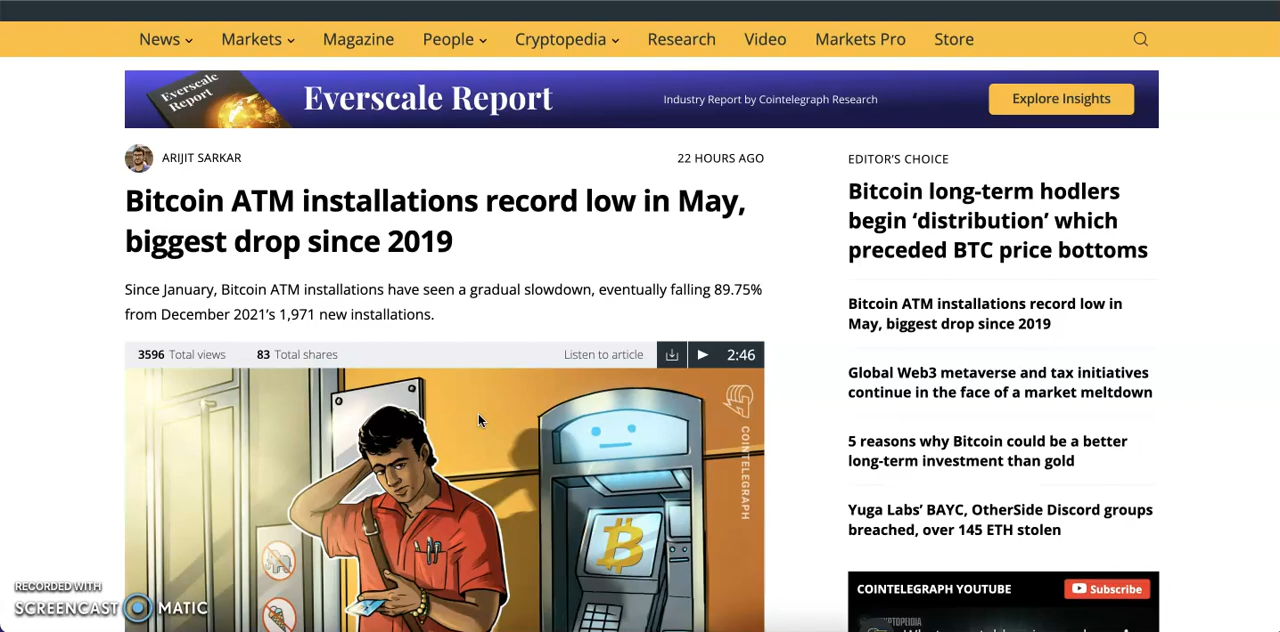 News Markets Magazine People Cryptopedia Research Video Markets Pro Store
Everscale Report
Everscale Report
Industry Report by Cointelegraph Research
Explore Insights
ARIJIT SARKAR
22 HOURS AGO
Bitcoin ATM installations record low in May,
biggest drop since 2019
Since January, Bitcoin ATM installations have seen a gradual slowdown, eventually falling 89.75%
from December 2021's 1,971 new installations.
3596 Total views 83 Total shares Listen to article 2:46
COINTELEGRAPH
EDITOR'S CHOICE
Bitcoin long-term hodlers
begin ‘distribution’ which
preceded BTC price bottoms
Bitcoin ATM installations record low in
May, biggest drop since 2019
Global Web3 metaverse and tax initiatives
continue in the face of a market meltdown
5 reasons why Bitcoin could be a better
long-term investment than gold
Yuga Labs’ BAYC, OtherSide Discord groups
breached, over 145 ETH stolen
COINTELEGRAPH YOUTUBE
Subscribe
RECORDED WITH
SCREENCAST MATIC